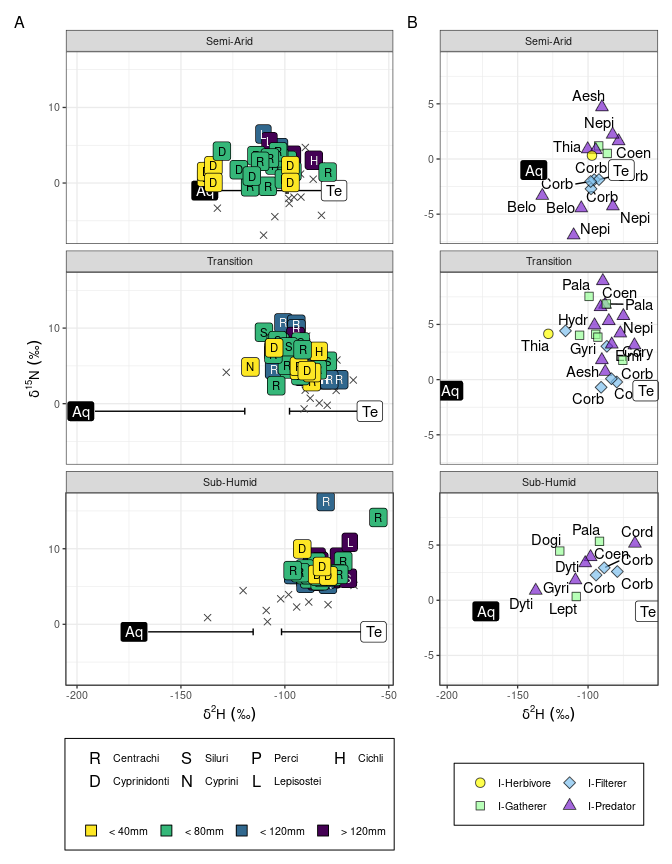 A
B
Semi-Arid
Semi-Arid
L
L
D
C
R
R
R
D
D
D
D
D
D
R
R
H
R
Aq
Te
10
0
Aesh
Nepi
Thia
Coen
Corb
Te
Aq
Corb
Corb
Belo
Belo
Nepi
Nepi
5
0
-5
Transition
Transition
R
R
S
D
S
R
H
N
R
R
R
D
D
S
R
R
Aq
Te
10
0
δ15N (‰)
Pala
Coen
Pala
Hydr
Nepi
Thia
Gyri
Aesh
Corb
Aq
Corb
Te
5
0
-5
Sub-Humid
Sub-Humid
R
R
L
D
R
R
D
D
R
S
Aq
Te
10
0
Dogi
Pala
Cord
Coen
Corb
Dyti
Gyri
Corb
Corb
Dyti
Lept
Aq
Te
5
0
-5
-200 -150 -100 -50
-200 -150 -100
δ2H (‰)
δ2H (‰)
R Centrachi S Siluri P Perci H Cichli
D Cyprinidonti N Cyprini L Lepisostei
< 40mm < 80mm < 120mm > 120mm
I-Herbivore I-Filterer
I-Gatherer I-Predator